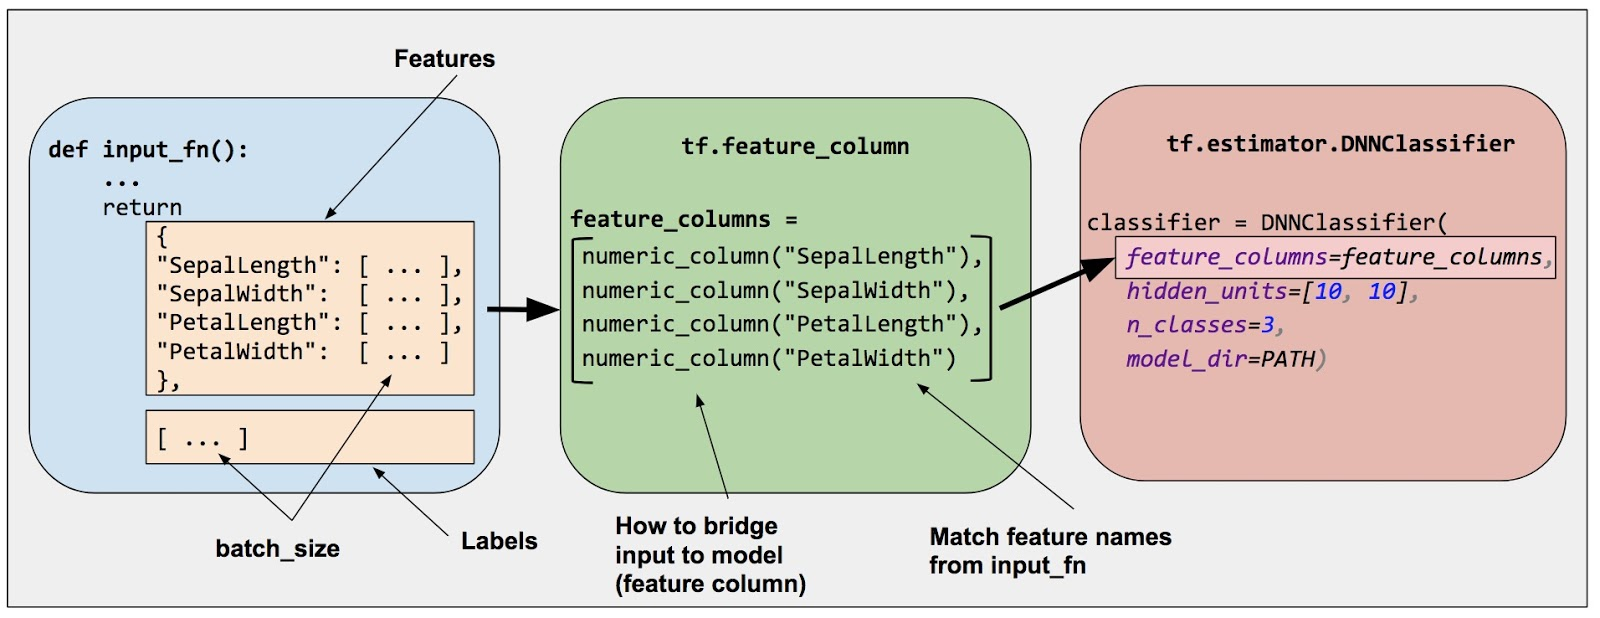 Features
def input_fn():
...
return
{
"SepalLength": [ ... ],
"SepalWidth": [ ... ],
"PetalLength": [ ... ],
"PetalWidth": [ ... ]
},
[ ... ]
batch_size
Labels
tf.feature_column
feature_columns =
numeric_column("SepalLength"),
numeric_column("SepalWidth"),
numeric_column("PetalLength"),
numeric_column("PetalWidth")
How to bridge
input to model
(feature column)
Match feature names
from input_fn
tf.estimator.DNNClassifier
classifier = DNNClassifier(
feature_columns=feature_columns,
hidden_units=[10, 10],
n_classes=3,
model_dir=PATH)